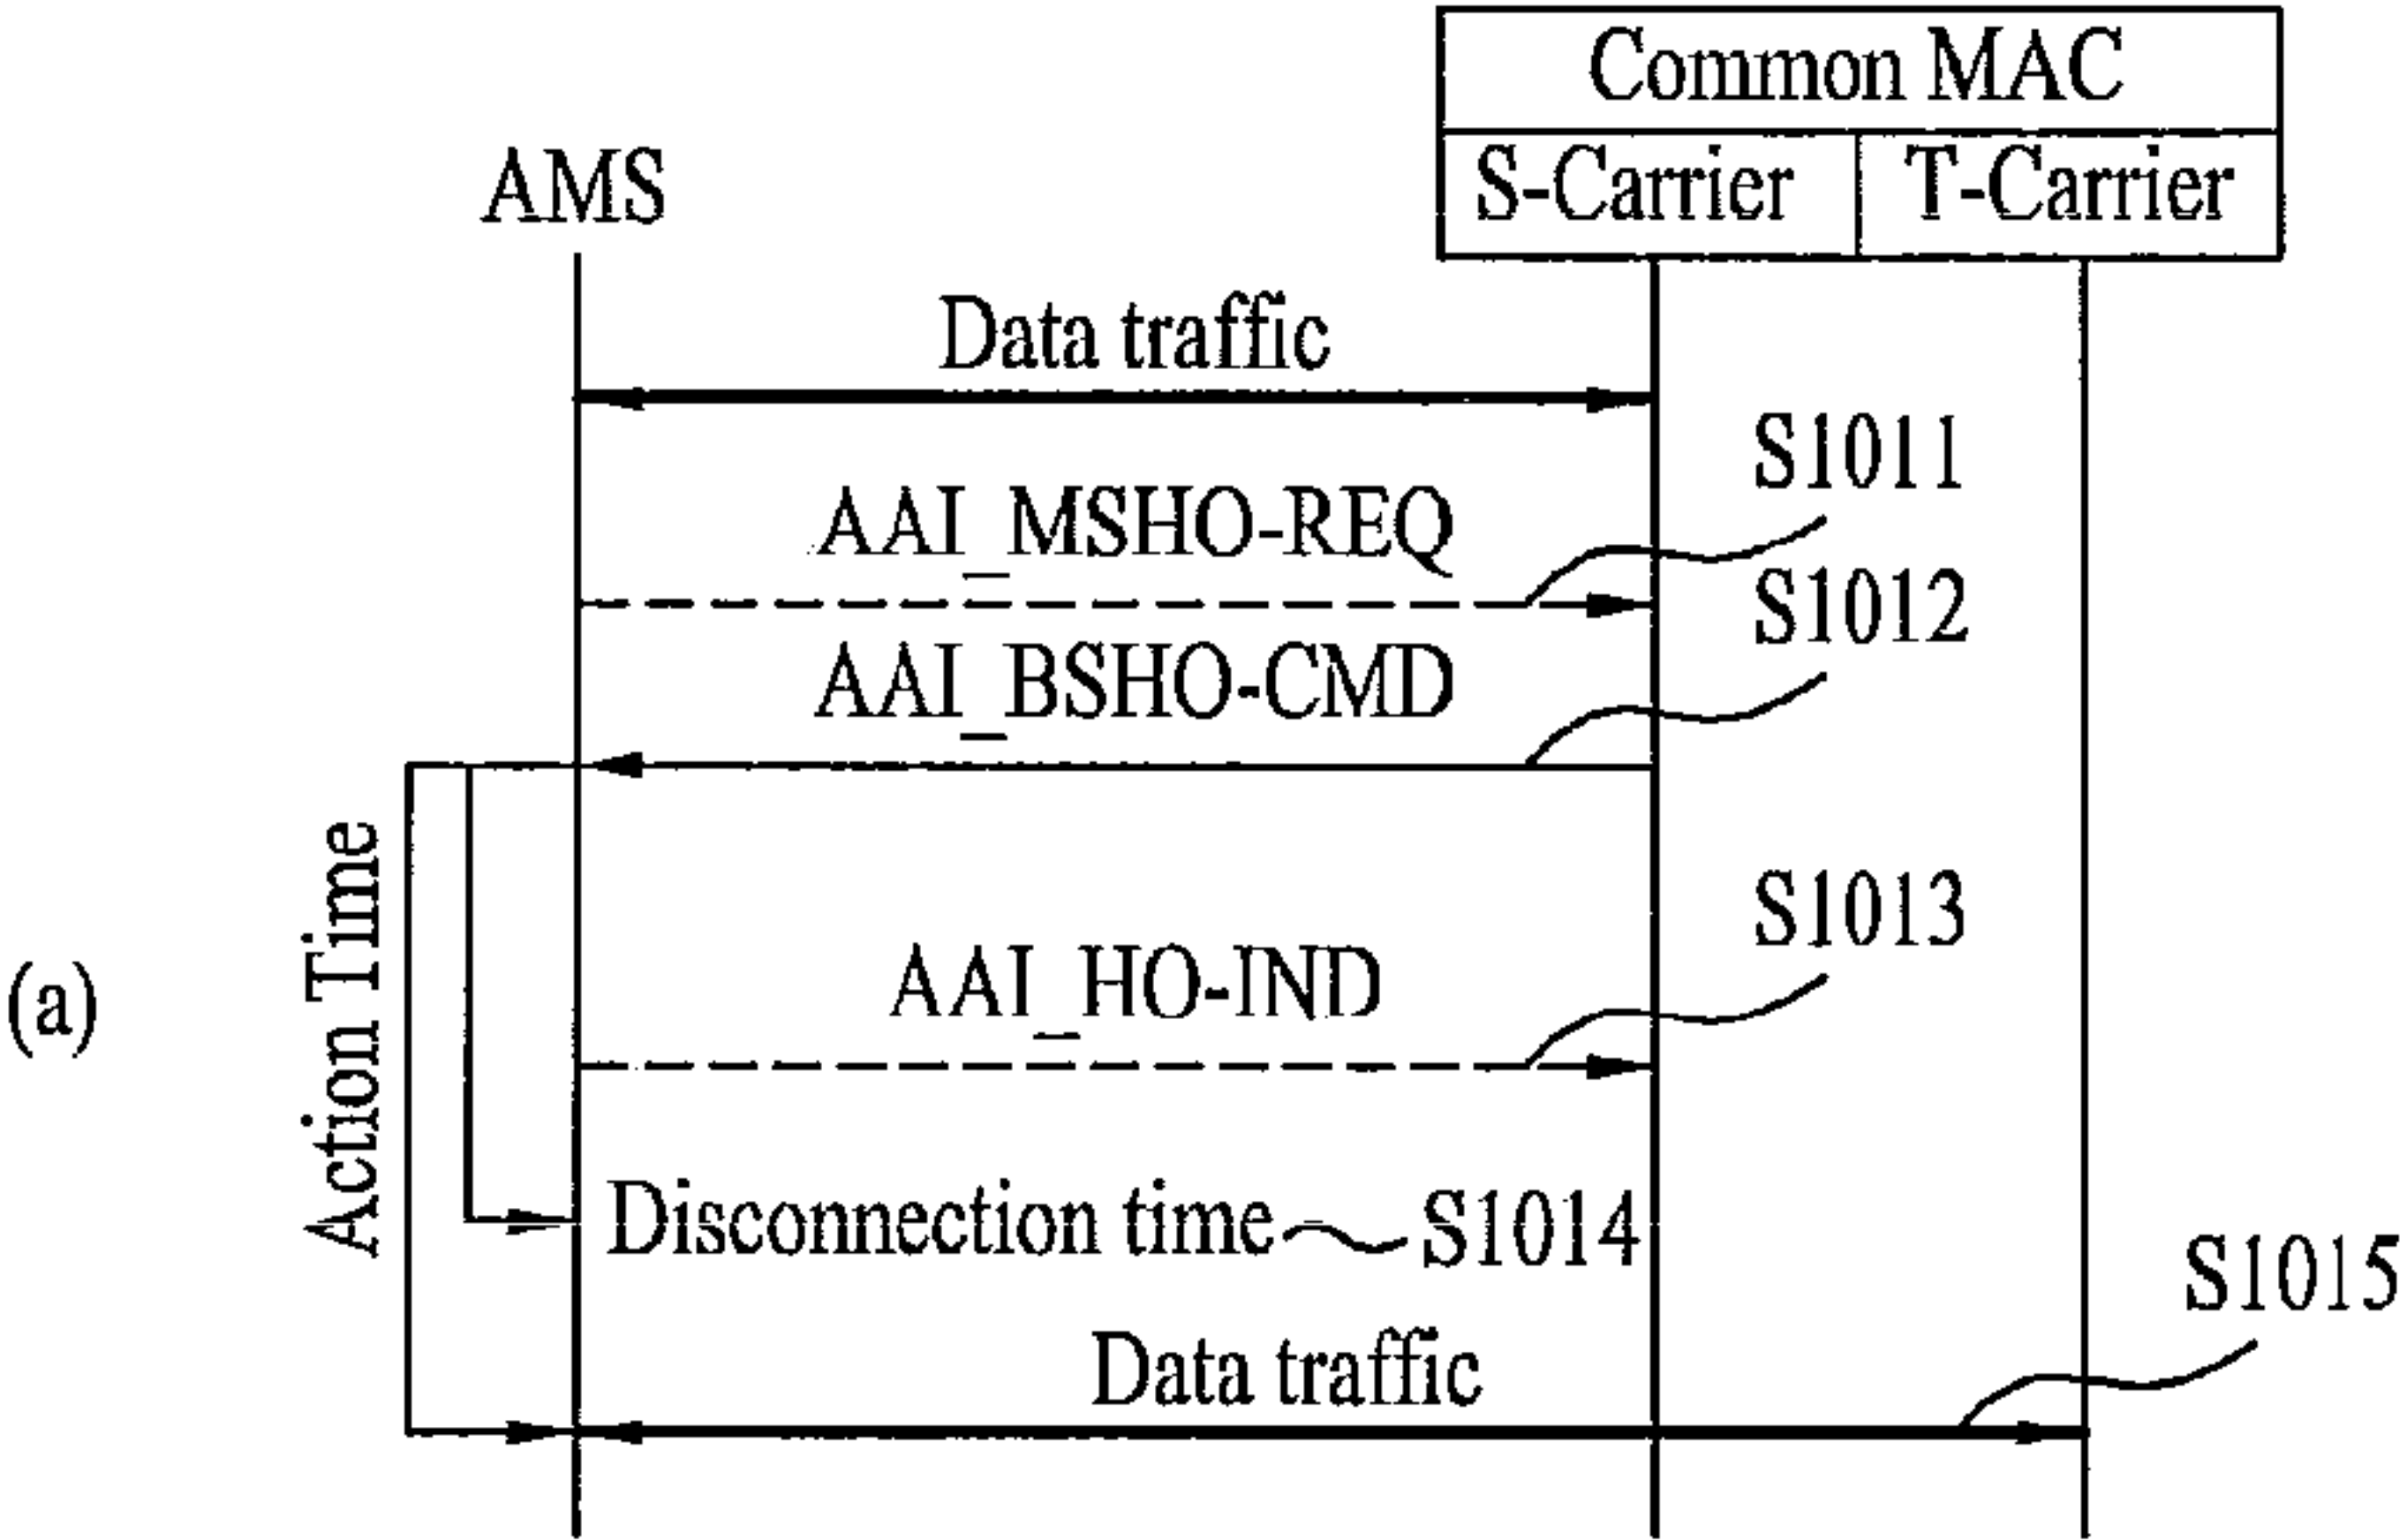 Common MAC
AMS
S-Carrier
T-Carrier
Data traffic
S1011
AAI_MSHO-REQ
S1012
AAI_BSHO-CMD
S1013
AAI_HO-IND
(a)
Action Time
Disconnection time
S1014
S1015
Data traffic